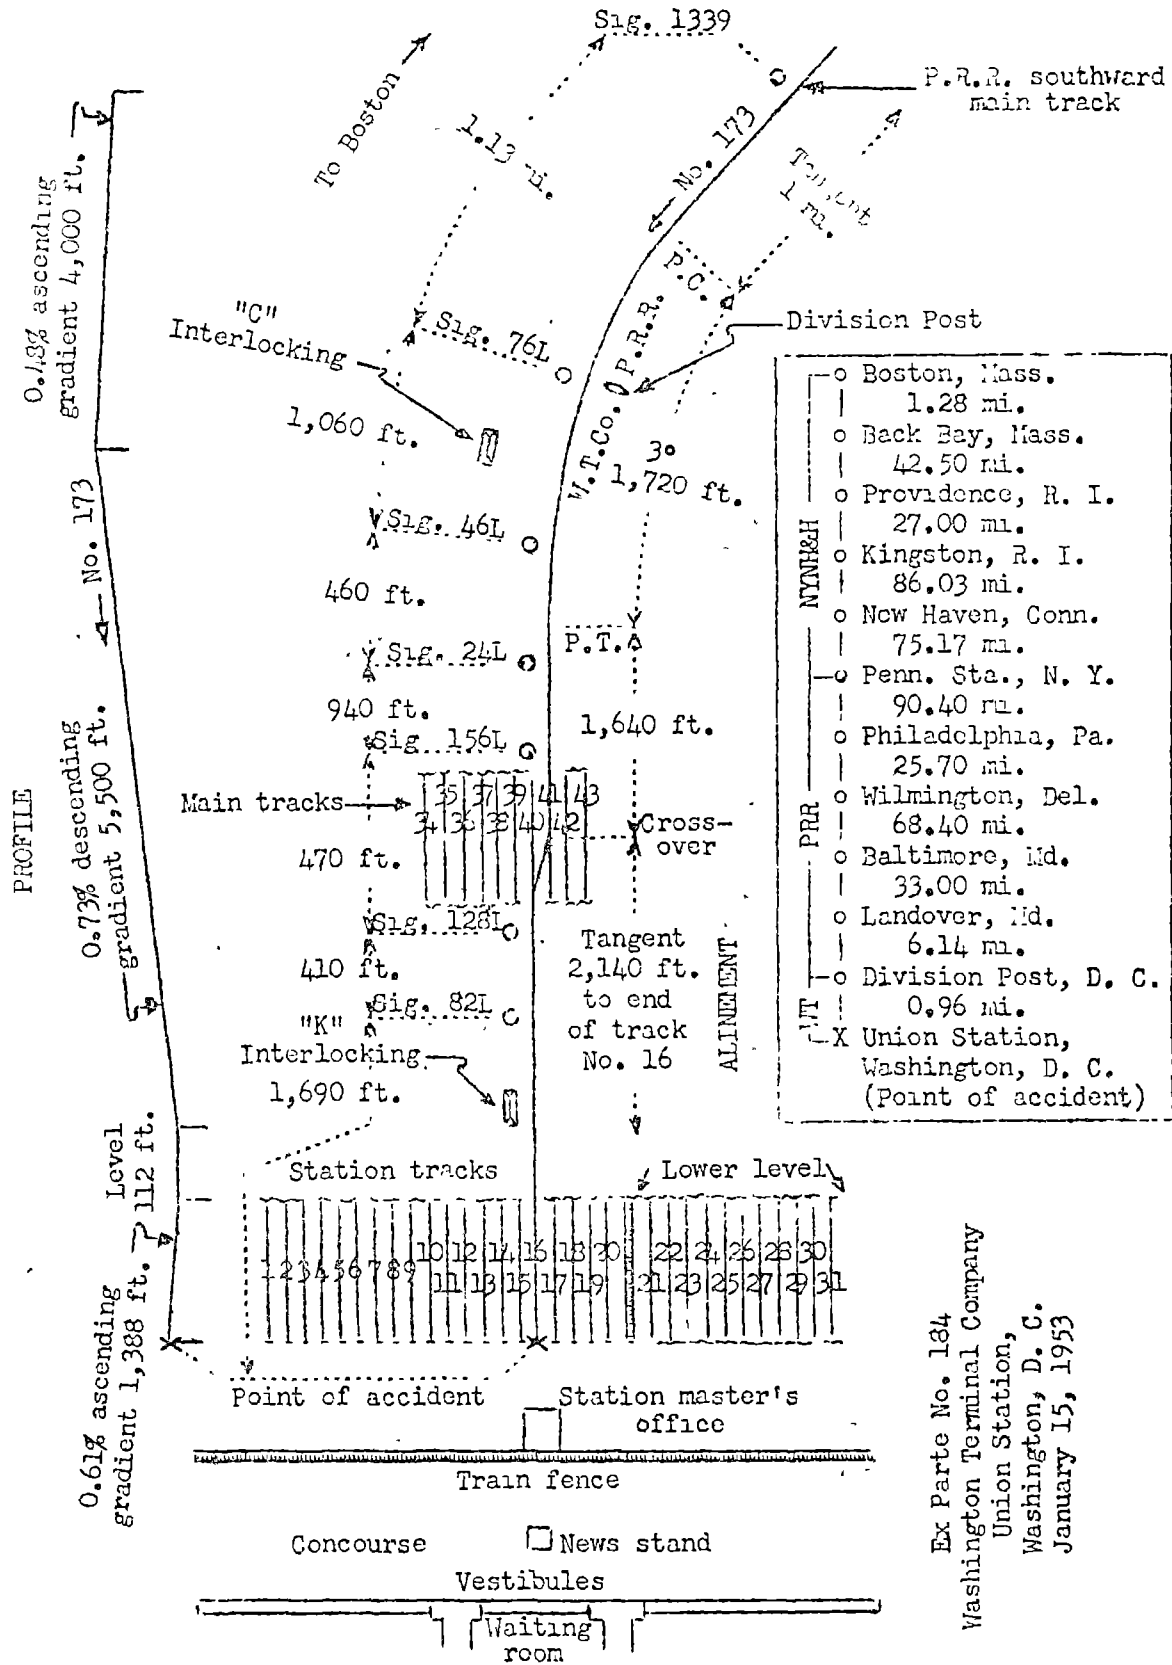 Sig. 1339
P.R.R. southward
main track
To Boston
1.13 mi.
No. 173
Tangent
1 mi.
0.43% ascending
gradient 4,000 ft.
P.C.
"C"
Interlocking
Sig. 76L
W.T.Co.
P.R.R.
Division Post
1,060 ft.
3°
1,720 ft.
Sig. 46L
No. 173
460 ft.
Sig. 24L
P.T.
940 ft.
1,640 ft.
Sig. 156L
Main tracks
35 37 39 41 43
34 36 38 40 42
Cross-
over
470 ft.
PROFILE
0.73% descending
gradient 5,500 ft.
Sig. 128L
410 ft.
Tangent
2,140 ft.
to end
of track
No. 16
ALINEMENT
Sig. 82L
"K"
Interlocking
1,690 ft.
NYNH&H
PRR
WT
Boston, Mass.
1.28 mi.
Back Bay, Mass.
42.50 mi.
Providence, R. I.
27.00 mi.
Kingston, R. I.
86.03 mi.
New Haven, Conn.
75.17 mi.
Penn. Sta., N. Y.
90.40 mi.
Philadelphia, Pa.
25.70 mi.
Wilmington, Del.
68.40 mi.
Baltimore, Md.
33.00 mi.
Landover, Md.
6.14 mi.
Division Post, D. C.
0.96 mi.
X Union Station,
Washington, D. C.
(Point of accident)
Level
112 ft.
Station tracks
Lower level
10 12 14 16 18 20 22 24 26 28 30
1 2 3 4 5 6 7 8 9 11 13 15 17 19 21 23 25 27 29 31
0.61% ascending
gradient 1,388 ft.
Point of accident
Station master's
office
Train fence
Concourse
News stand
Vestibules
Waiting
room
Ex Parte No. 184
Washington Terminal Company
Union Station,
Washington, D. C.
January 15, 1953